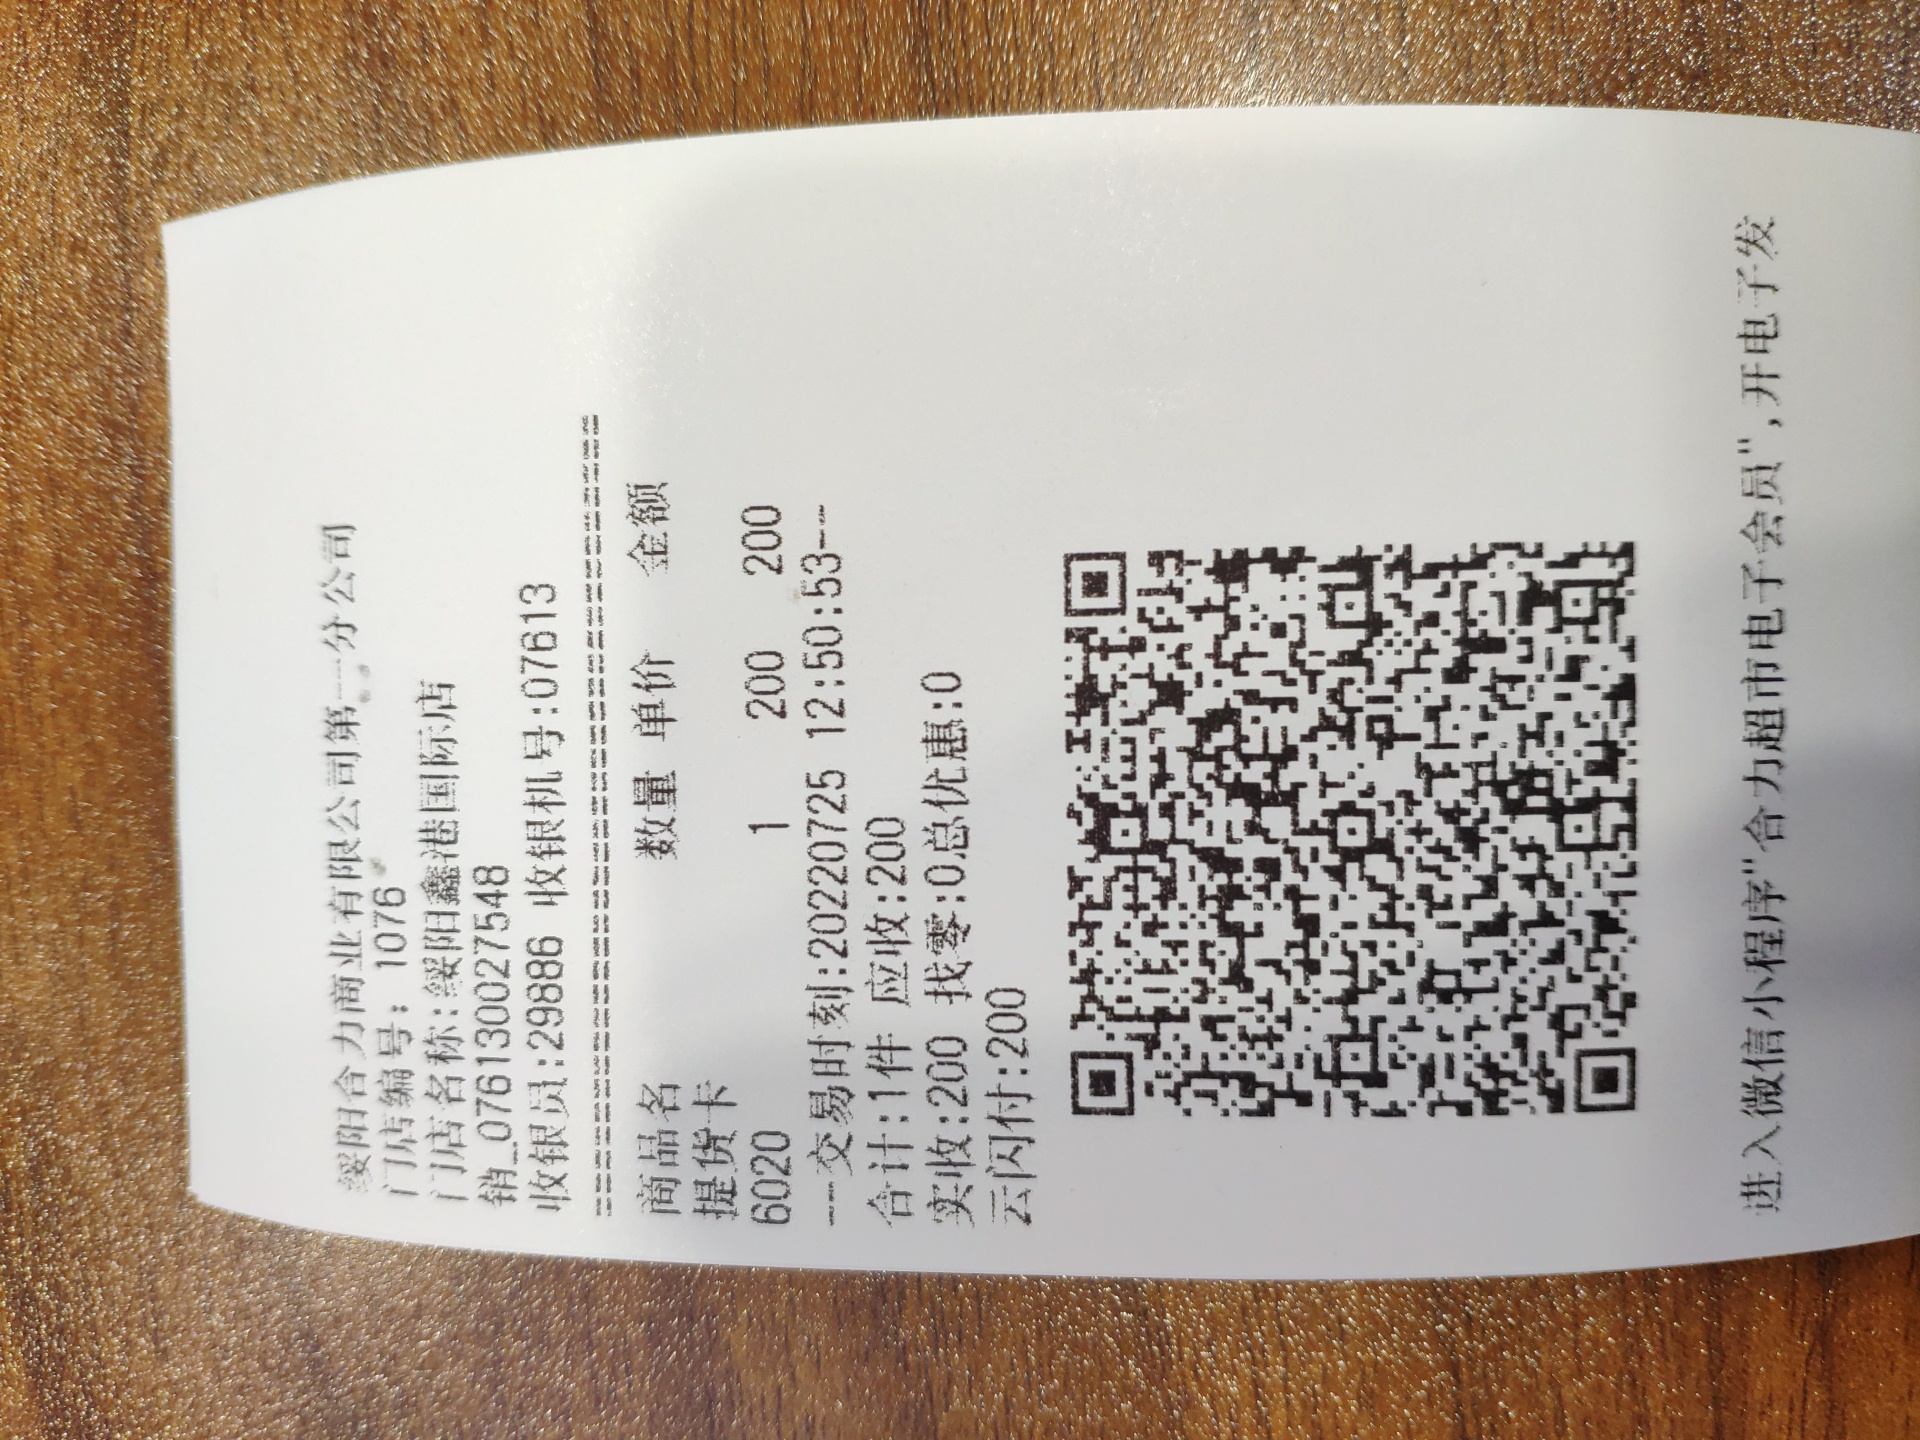 绥阳合力商业有限公司第一分公司
门店编号: 1076
门店名称:绥阳鑫港国际店
销_0761300027548
收银员:29886 收银机号:07613
商品名 数量 单价 金额
提货卡
6020 1 200 200
--交易时刻:20220725 12:50:53--
合计:1件 应收:200
实收:200 找零:0总优惠:0
云闪付:200
进入微信小程序"合力超市电子会员",开电子发